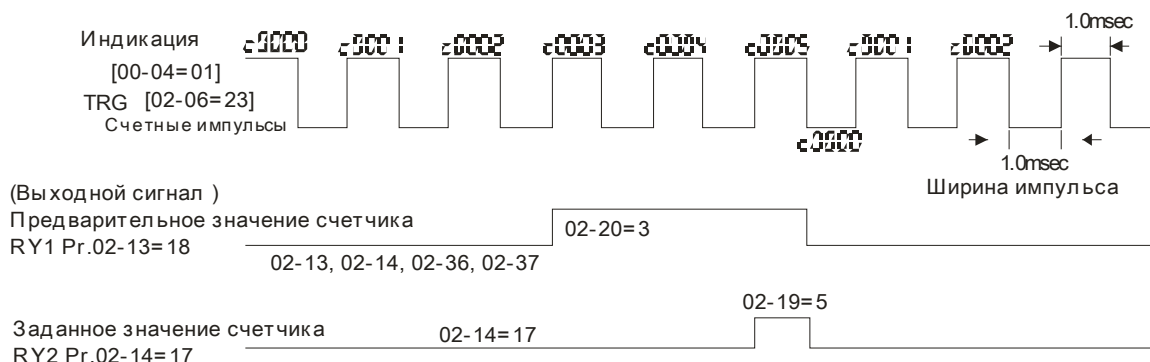 1.0msec
Индикация c0000 c0001 c0002 c0003 c0004 c0005 c0001 c0002
[00-04=01]
TRG [02-06=23]
Счетные импульсы
c0000
1.0msec
Ширина импульса
(Выходной сигнал )
Предварительное значение счетчика
RY1 Pr.02-13=18
02-20=3
02-13, 02-14, 02-36, 02-37
02-19=5
Заданное значение счетчика
02-14=17
RY2 Pr.02-14=17